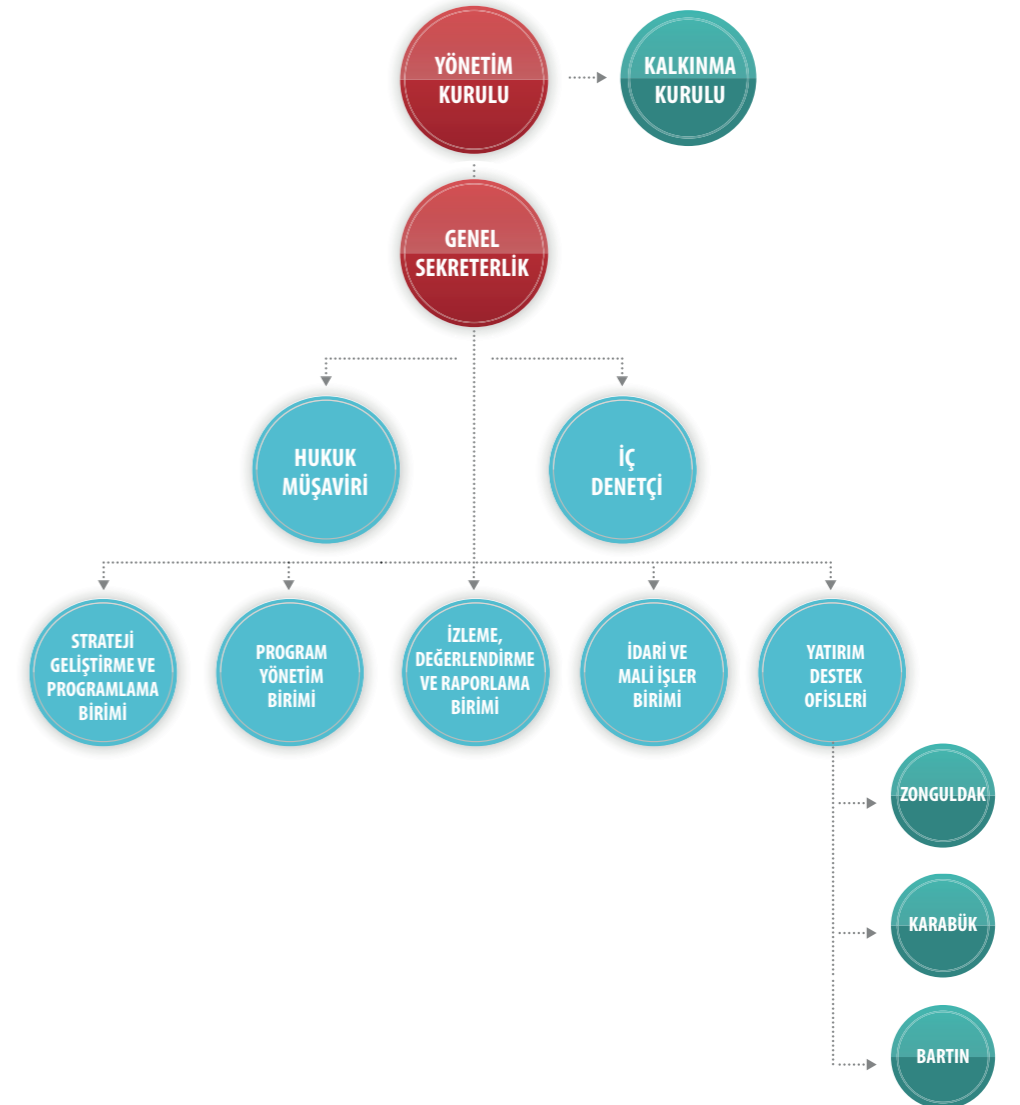 YÖNETİM
KURULU
KALKINMA
KURULU
GENEL
SEKRETERLİK
HUKUK
MÜŞAVİRİ
İÇ
DENETÇİ
STRATEJİ
GELİŞTİRME VE
PROGRAMLAMA
BİRİMİ
PROGRAM
YÖNETİM
BİRİMİ
İZLEME,
DEĞERLENDİRME
VE RAPORLAMA
BİRİMİ
İDARİ VE
MALİ İŞLER
BİRİMİ
YATIRIM
DESTEK
OFİSLERİ
ZONGULDAK
KARABÜK
BARTIN